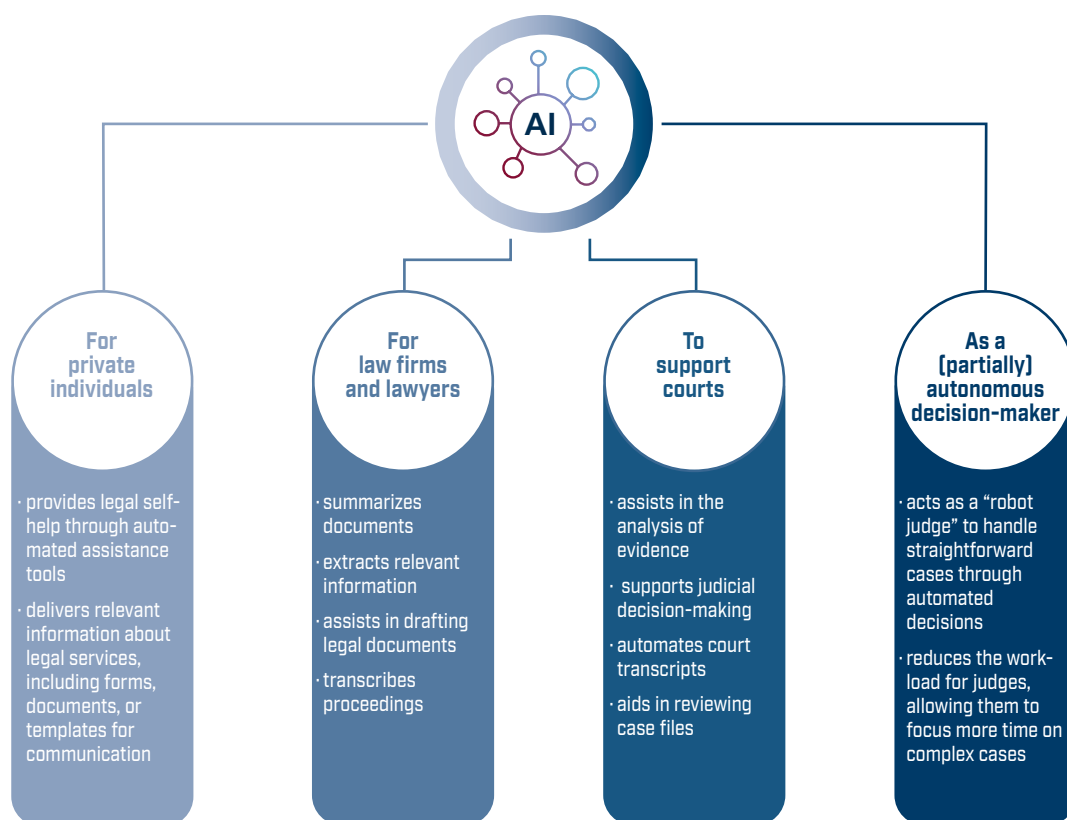 AI
For
private
individuals
· provides legal self-
help through auto-
mated assistance
tools
· delivers relevant
information about
legal services,
including forms,
documents, or
templates for
communication
For
law firms
and lawyers
· summarizes
documents
· extracts relevant
information
· assists in drafting
legal documents
· transcribes
proceedings
To
support
courts
· assists in the
analysis of
evidence
· supports judicial
decision-making
· automates court
transcripts
· aids in reviewing
case files
As a
(partially)
autonomous
decision-maker
· acts as a “robot
judge” to handle
straightforward
cases through
automated
decisions
· reduces the work-
load for judges,
allowing them to
focus more time on
complex cases